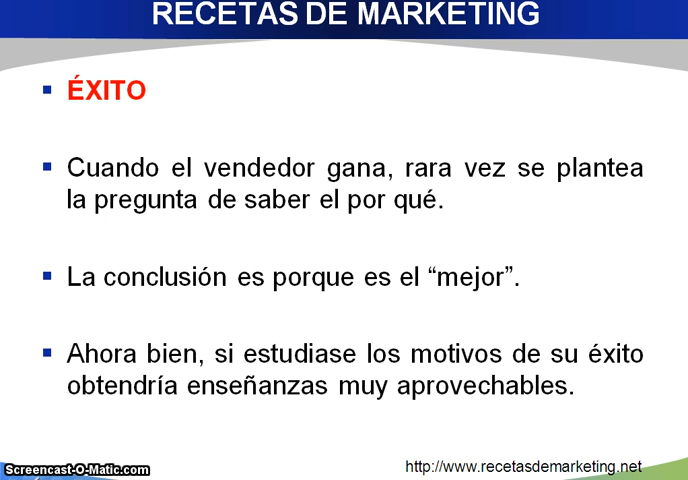 RECETAS DE MARKETING
ÉXITO
Cuando el vendedor gana, rara vez se plantea
la pregunta de saber el por qué.
La conclusión es porque es el “mejor”.
Ahora bien, si estudiase los motivos de su éxito
obtendría enseñanzas muy aprovechables.
http://www.recetasdemarketing.net
Screencast-O-Matic.com